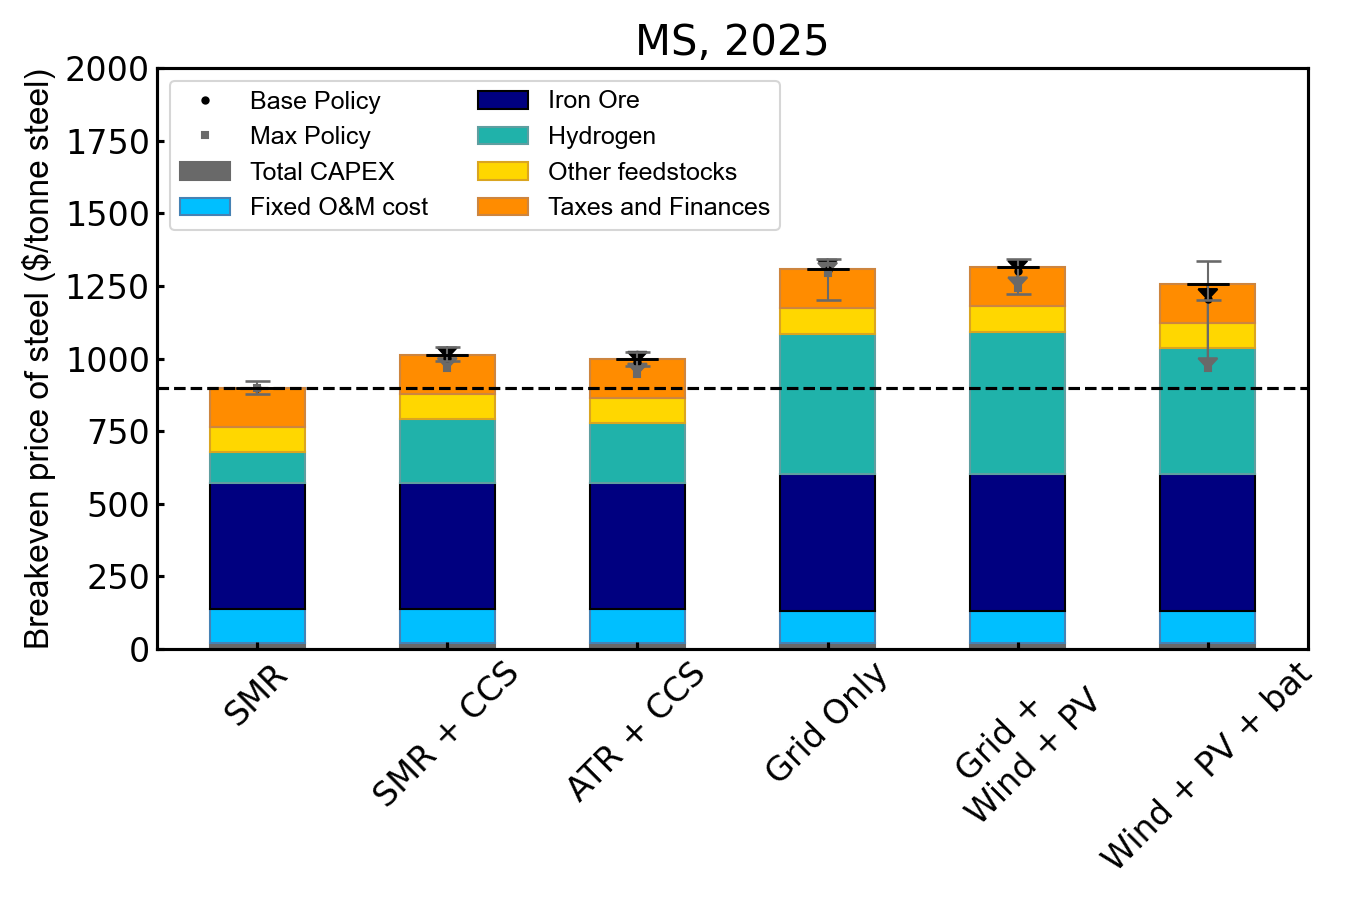 MS, 2025
Breakeven price of steel ($/tonne steel)
2000
1750
1500
1250
1000
750
500
250
0
Base Policy
Max Policy
Total CAPEX
Fixed O&M cost
Iron Ore
Hydrogen
Other feedstocks
Taxes and Finances
SMR
SMR + CCS
ATR + CCS
Grid Only
Grid +
Wind + PV
Wind + PV + bat